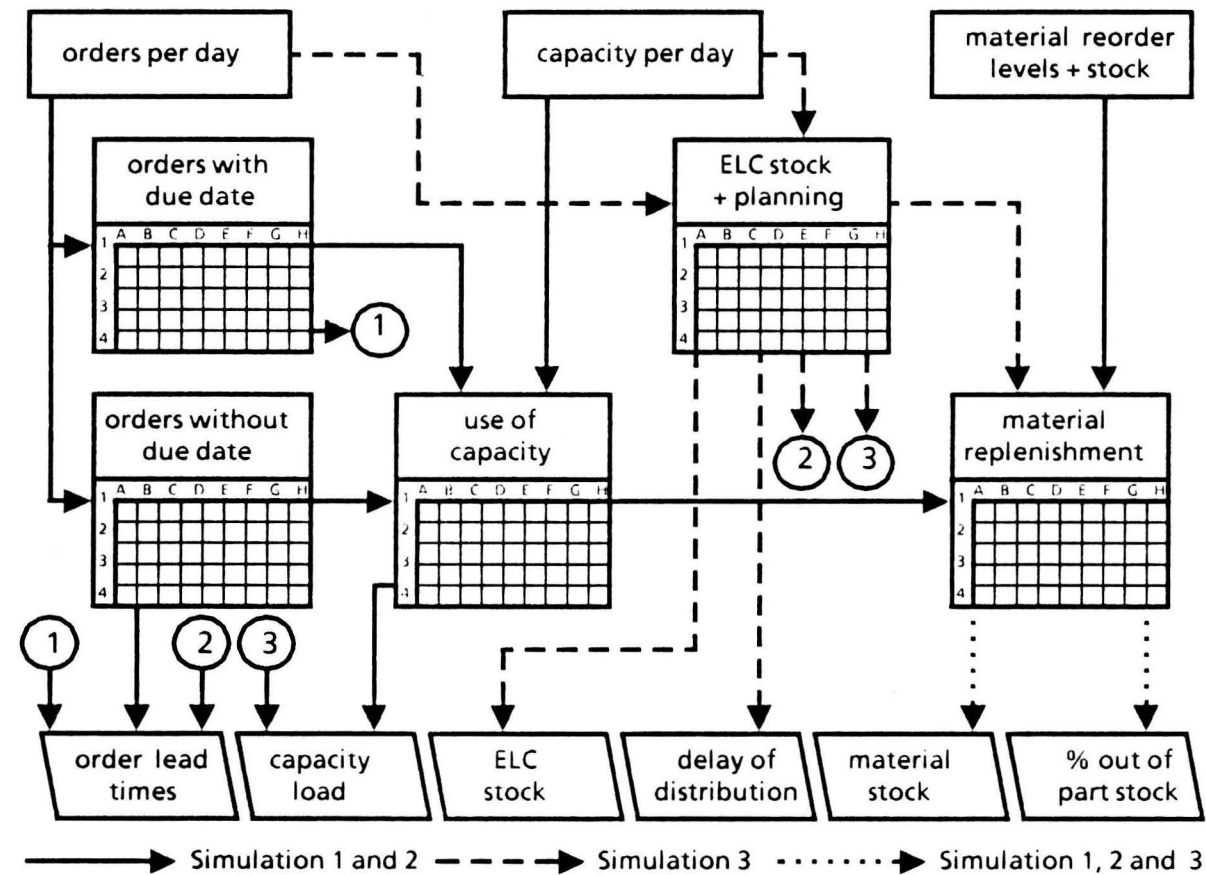 orders per day
capacity per day
material reorder
levels + stock
orders with
due date
A B C D E F G H
1
2
3
4
1
ELC stock
+ planning
A B C D E F G H
1
2
3
4
2
3
orders without
due date
A B C D E F G H
1
2
3
4
use of
capacity
A B C D E F G H
1
2
3
4
material
replenishment
A B C D E F G H
1
2
3
4
1
2
3
order lead
times
capacity
load
ELC
stock
delay of
distribution
material
stock
% out of
part stock
Simulation 1 and 2
Simulation 3
Simulation 1, 2 and 3